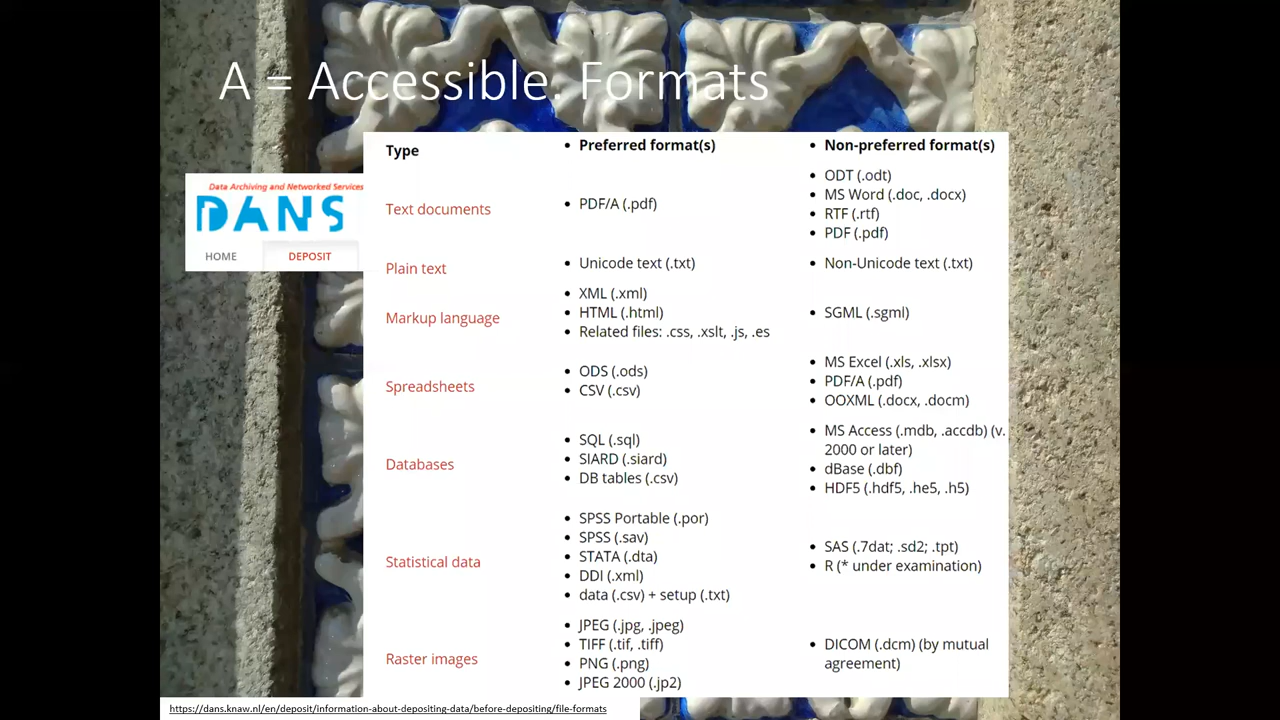 A = Accessible. Formats
Data Archiving and Networked Services
DANS
HOME DEPOSIT
Type Preferred format(s) Non-preferred format(s)
Text documents
• PDF/A (.pdf)
• ODT (.odt)
• MS Word (.doc, .docx)
• RTF (.rtf)
• PDF (.pdf)
Plain text
• Unicode text (.txt)
• Non-Unicode text (.txt)
Markup language
• XML (.xml)
• HTML (.html)
• Related files: .css, .xslt, .js, .es
• SGML (.sgml)
Spreadsheets
• ODS (.ods)
• CSV (.csv)
• MS Excel (.xls, .xlsx)
• PDF/A (.pdf)
• OOXML (.docx, .docm)
Databases
• SQL (.sql)
• SIARD (.siard)
• DB tables (.csv)
• MS Access (.mdb, .accdb) (v.
2000 or later)
• dBase (.dbf)
• HDF5 (.hdf5, .he5, .h5)
Statistical data
• SPSS Portable (.por)
• SPSS (.sav)
• STATA (.dta)
• DDI (.xml)
• data (.csv) + setup (.txt)
• SAS (.7dat; .sd2; .tpt)
• R (* under examination)
Raster images
• JPEG (.jpg, .jpeg)
• TIFF (.tif, .tiff)
• PNG (.png)
• JPEG 2000 (.jp2)
• DICOM (.dcm) (by mutual
agreement)
https://dans.knaw.nl/en/deposit/information-about-depositing-data/before-depositing/file-formats